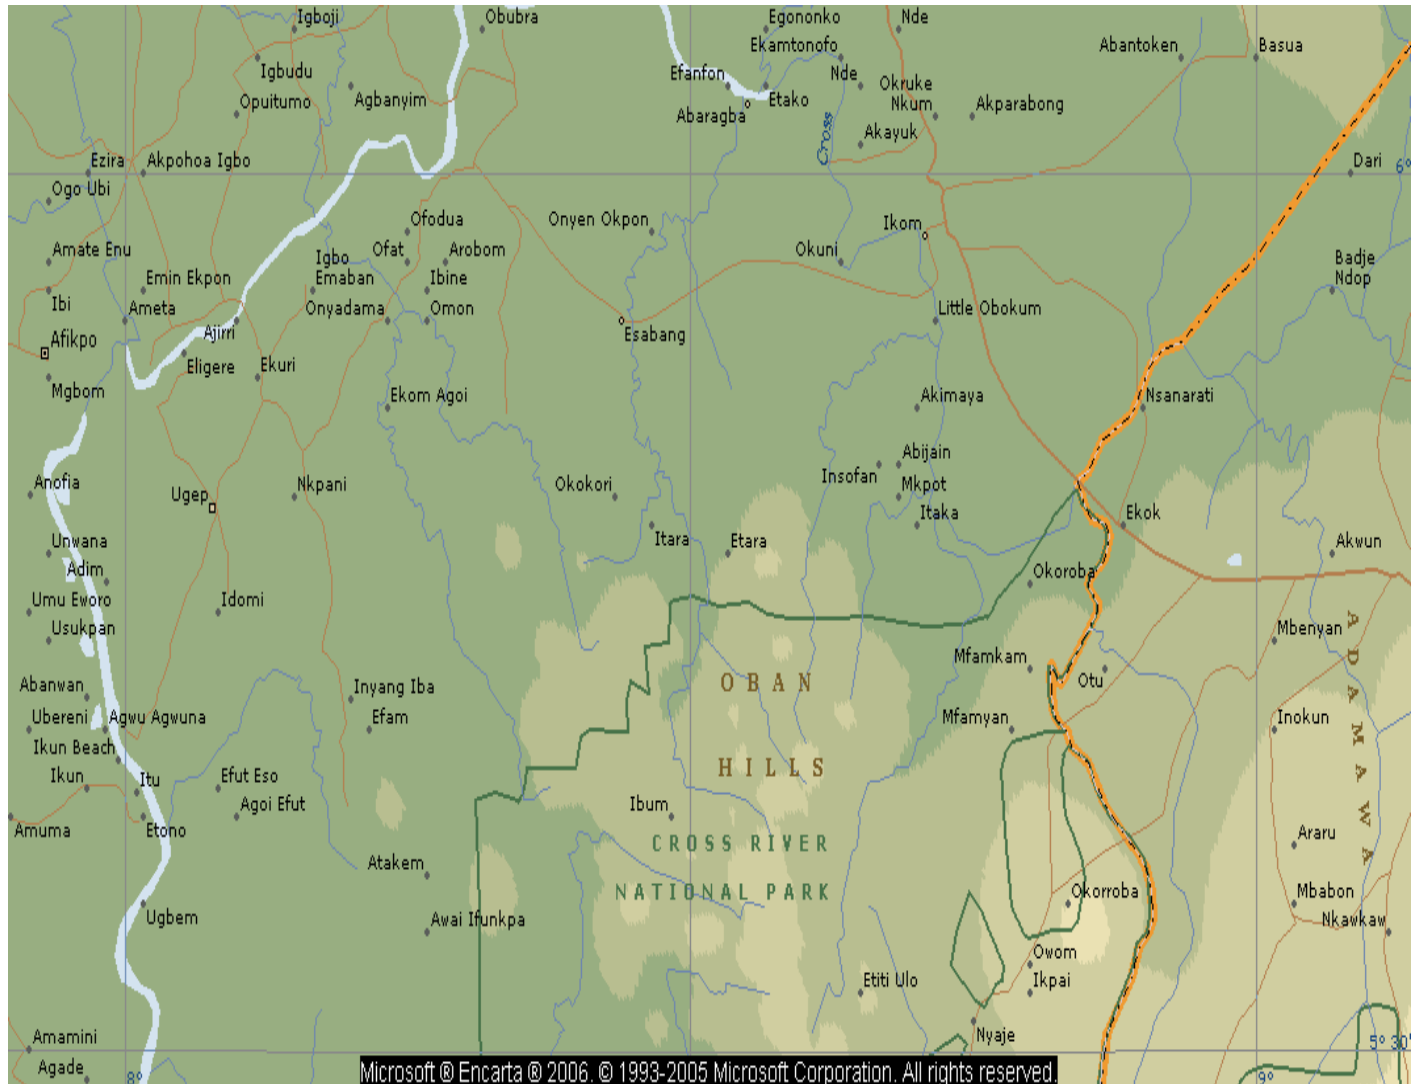 Igboji
Obubra
Egononko
Nde
Ekamtonofo
Abantoken
Basua
Igbudu
Efanfon
Nde
Okruke
Opuitumo
Agbanyim
Etako
Nkum
Akparabong
Abaragba
Cross
Akayuk
Ezira
Akpohoa Igbo
Dari
6°
Ogo Ubi
Ofodua
Onyen Okpon
Ikom
Amate Enu
Igbo
Emaban
Ofat
Arobom
Okuni
Badje
Ndop
Emin Ekpon
Ibine
Ibi
Ameta
Onyadama
Omon
Little Obokum
Ajirri
Esabang
Afikpo
Eligere
Ekuri
Mgbom
Ekom Agoi
Akimaya
Nsanarati
Abijain
Insofan
Anofia
Ugep
Nkpani
Okokori
Mkpot
Itaka
Ekok
Unwana
Itara
Etara
Akwun
Adim
Okoroba
Umu Eworo
Idomi
Usukpan
Mbenyan
ADAMAWA
Mfamkam
Otu
Abanwan
Inyang Iba
OBAN
Ubereni
Agwu Agwuna
Efam
Mfamyan
Inokun
Ikun Beach
HILLS
Ikun
Itu
Efut Eso
Ibum
Agoi Efut
Amuma
Etono
CROSS RIVER
Araru
Atakem
NATIONAL PARK
Okorroba
Mbabon
Ugbem
Awai Ifunkpa
Nkawkaw
Owom
Etiti Ulo
Ikpai
Nyaje
Amamini
5° 30'
Agade
8°
9°
Microsoft ® Encarta ® 2006. © 1993-2005 Microsoft Corporation. All rights reserved.